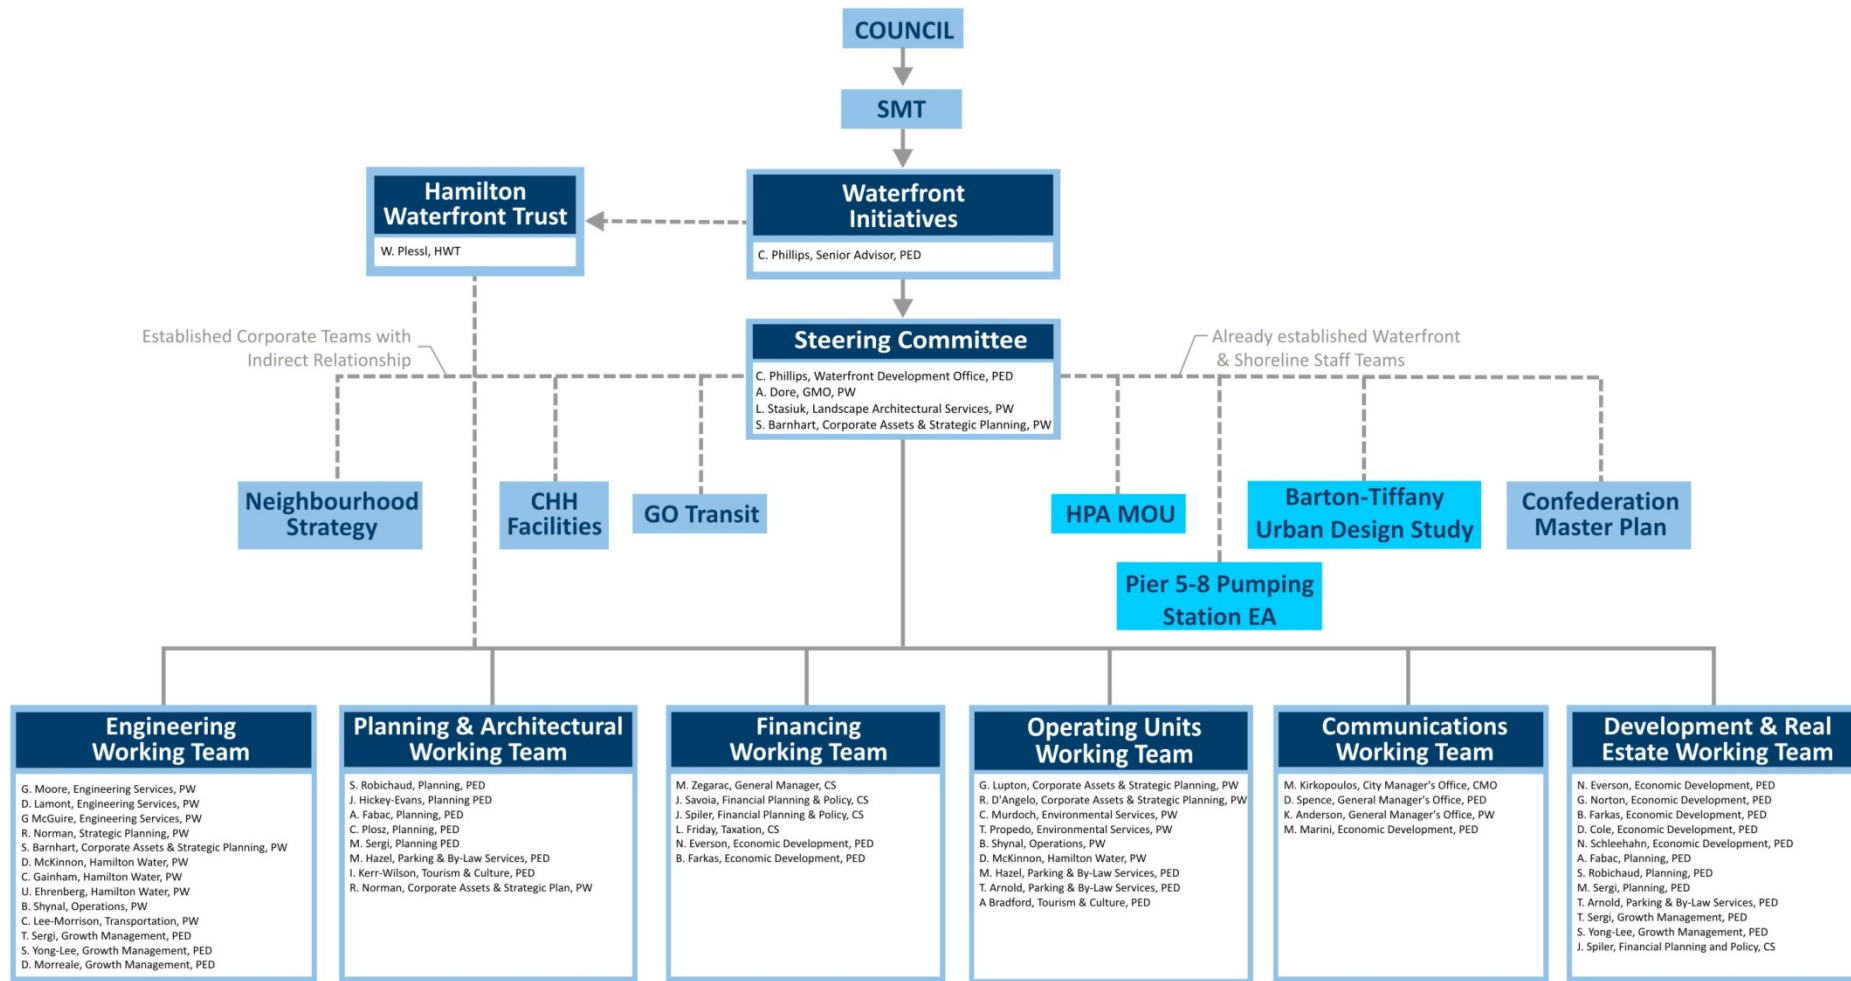 COUNCIL
SMT
Hamilton
Waterfront Trust
W. Plessl, HWT
Waterfront
Initiatives
C. Phillips, Senior Advisor, PED
Established Corporate Teams with
Indirect Relationship
Steering Committee
C. Phillips, Waterfront Development Office, PED
A. Dore, GMO, PW
L. Stasiuk, Landscape Architectural Services, PW
S. Barnhart, Corporate Assets & Strategic Planning, PW
Already established Waterfront
& Shoreline Staff Teams
Neighbourhood
Strategy
CHH
Facilities
GO Transit
HPA MOU
Pier 5-8 Pumping
Station EA
Barton-Tiffany
Urban Design Study
Confederation
Master Plan
Engineering
Working Team
G. Moore, Engineering Services, PW
D. Lamont, Engineering Services, PW
G McGuire, Engineering Services, PW
R. Norman, Strategic Planning, PW
S. Barnhart, Corporate Assets & Strategic Planning, PW
D. McKinnon, Hamilton Water, PW
C. Gainham, Hamilton Water, PW
U. Ehrenberg, Hamilton Water, PW
B. Shynal, Operations, PW
C. Lee-Morrison, Transportation, PW
T. Sergi, Growth Management, PED
S. Yong-Lee, Growth Management, PED
D. Morreale, Growth Management, PED
Planning & Architectural
Working Team
S. Robichaud, Planning, PED
J. Hickey-Evans, Planning PED
A. Fabac, Planning, PED
C. Plosz, Planning, PED
M. Sergi, Planning PED
M. Hazel, Parking & By-Law Services, PED
I. Kerr-Wilson, Tourism & Culture, PED
R. Norman, Corporate Assets & Strategic Plan, PW
Financing
Working Team
M. Zegarac, General Manager, CS
J. Savoia, Financial Planning & Policy, CS
J. Spiler, Financial Planning & Policy, CS
L. Friday, Taxation, CS
N. Everson, Economic Development, PED
B. Farkas, Economic Development, PED
Operating Units
Working Team
G. Lupton, Corporate Assets & Strategic Planning, PW
R. D'Angelo, Corporate Assets & Strategic Planning, PW
C. Murdoch, Environmental Services, PW
T. Propedo, Environmental Services, PW
B. Shynal, Operations, PW
D. McKinnon, Hamilton Water, PW
M. Hazel, Parking & By-Law Services, PED
T. Arnold, Parking & By-Law Services, PED
A Bradford, Tourism & Culture, PED
Communications
Working Team
M. Kirkopoulos, City Manager's Office, CMO
D. Spence, General Manager's Office, PED
K. Anderson, General Manager's Office, PW
M. Marini, Economic Development, PED
Development & Real
Estate Working Team
N. Everson, Economic Development, PED
G. Norton, Economic Development, PED
B. Farkas, Economic Development, PED
D. Cole, Economic Development, PED
N. Schleehahn, Economic Development, PED
A. Fabac, Planning, PED
S. Robichaud, Planning, PED
M. Sergi, Planning, PED
T. Arnold, Parking & By-Law Services, PED
T. Sergi, Growth Management, PED
S. Yong-Lee, Growth Management, PED
J. Spiler, Financial Planning and Policy, CS